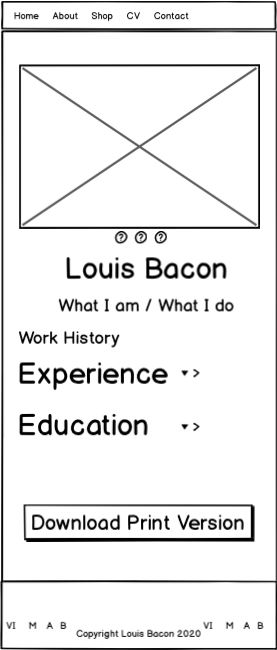 Home About Shop CV Contact
? ? ?
Louis Bacon
What I am / What I do
Work History
Experience
Education
Download Print Version
VI M A B Copyright Louis Bacon 2020 VI M A B